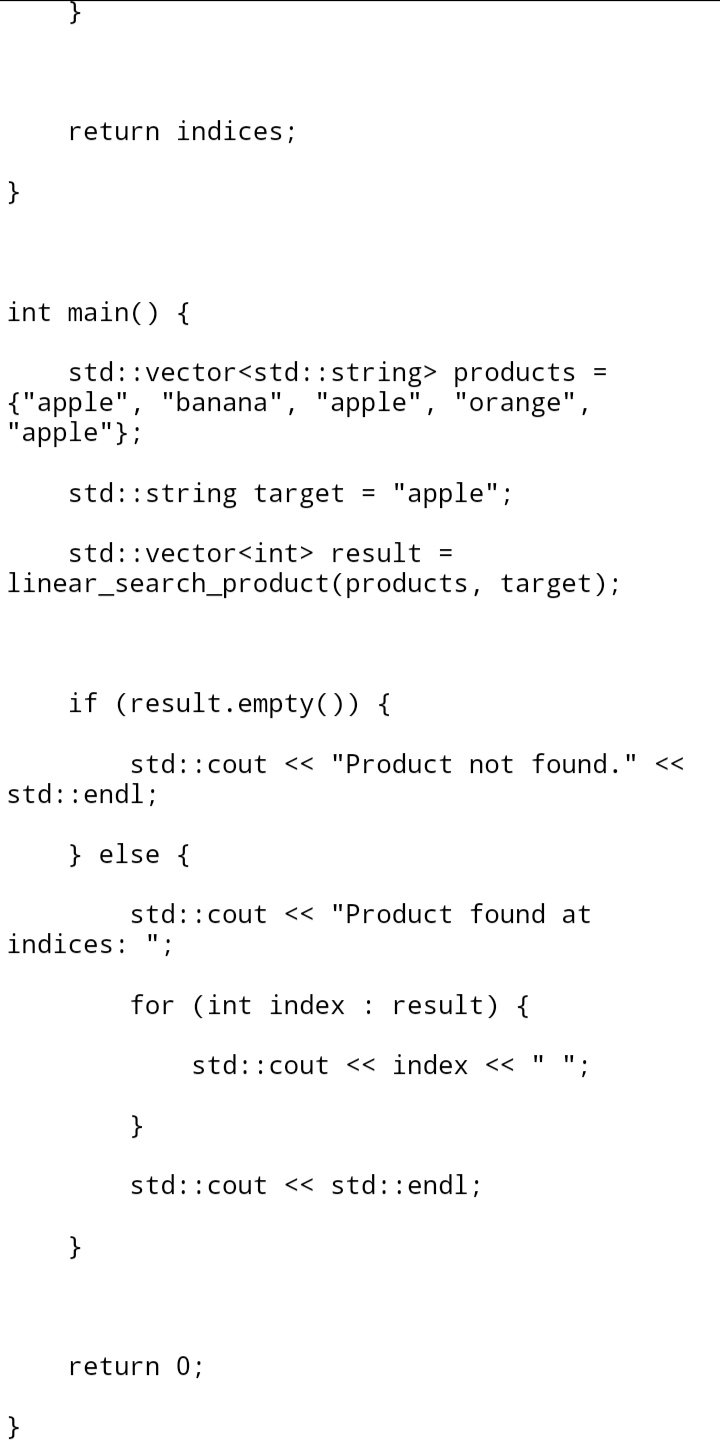 }
    return indices;
}
int main() {
    std::vector<std::string> products =
{"apple", "banana", "apple", "orange",
"apple"};
    std::string target = "apple";
    std::vector<int> result =
linear_search_product(products, target);
    if (result.empty()) {
        std::cout << "Product not found." <<
std::endl;
    } else {
        std::cout << "Product found at
indices: ";
        for (int index : result) {
            std::cout << index << " ";
        }
        std::cout << std::endl;
    }
    return 0;
}